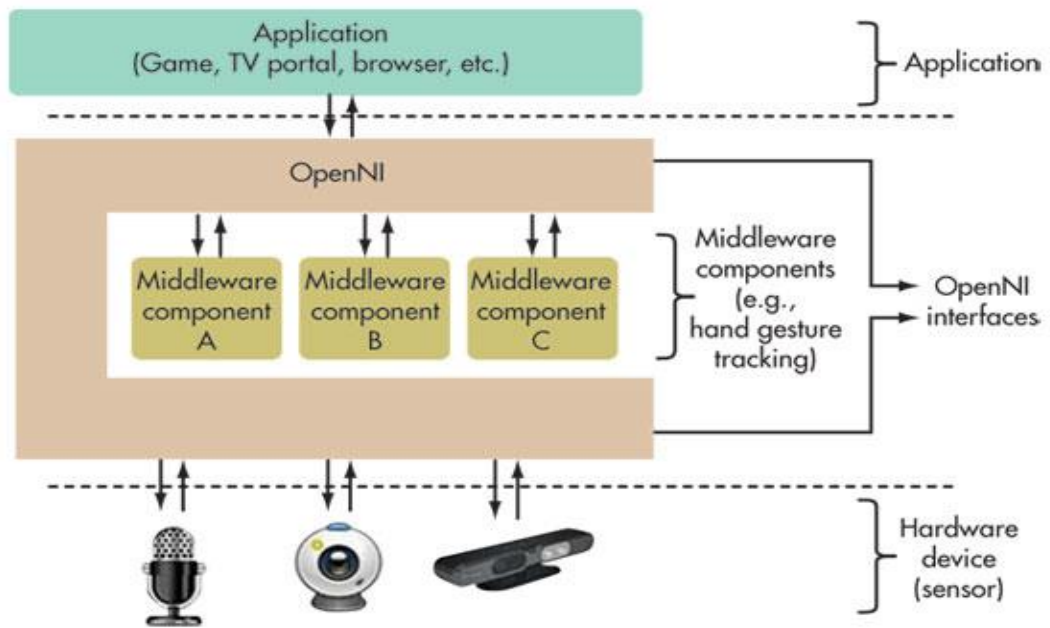 Application
(Game, TV portal, browser, etc.)
Application
OpenNI
Middleware
component
A
Middleware
component
B
Middleware
component
C
Middleware
components
(e.g.,
hand gesture
tracking)
OpenNI
interfaces
Hardware
device
(sensor)